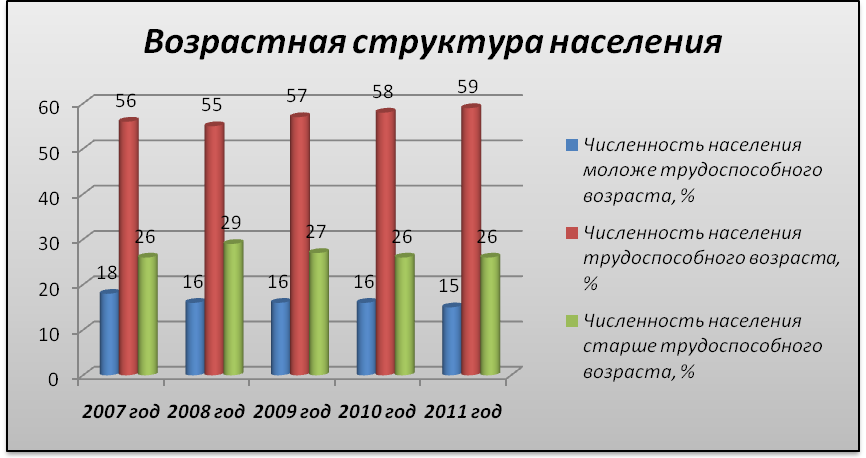 Возрастная структура населения
56 55 57 58 59
26 29 27 26 26
18 16 16 16 15
60
50
40
30
20
10
0
2007 год 2008 год 2009 год 2010 год 2011 год
Численность населения
моложе трудоспособного
возраста, %
Численность населения
трудоспособного возраста,
%
Численность населения
старше трудоспособного
возраста, %